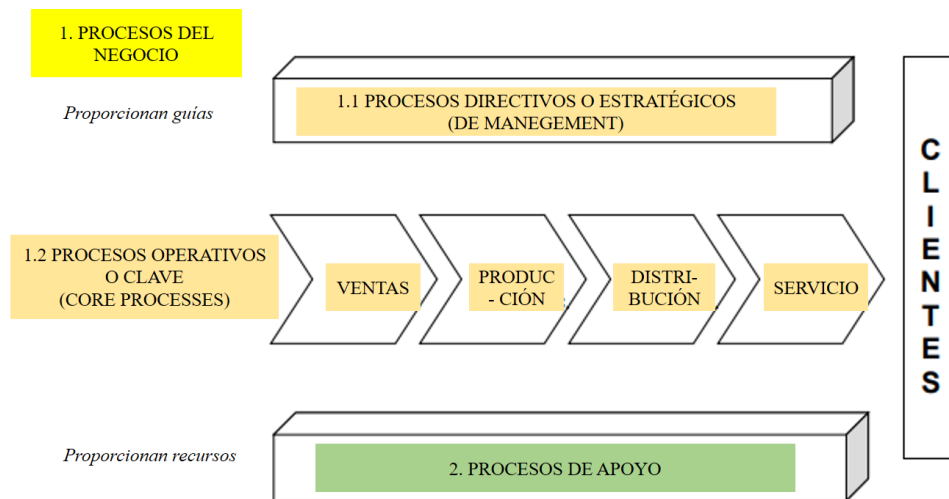 1. PROCESOS DEL
NEGOCIO
Proporcionan guías
1.1 PROCESOS DIRECTIVOS O ESTRATÉGICOS
(DE MANEGEMENT)
1.2 PROCESOS OPERATIVOS
O CLAVE
(CORE PROCESSES)
VENTAS
PRODUC
- CIÓN
DISTRI-
BUCIÓN
SERVICIO
Proporcionan recursos
2. PROCESOS DE APOYO
C
L
I
E
N
T
E
S